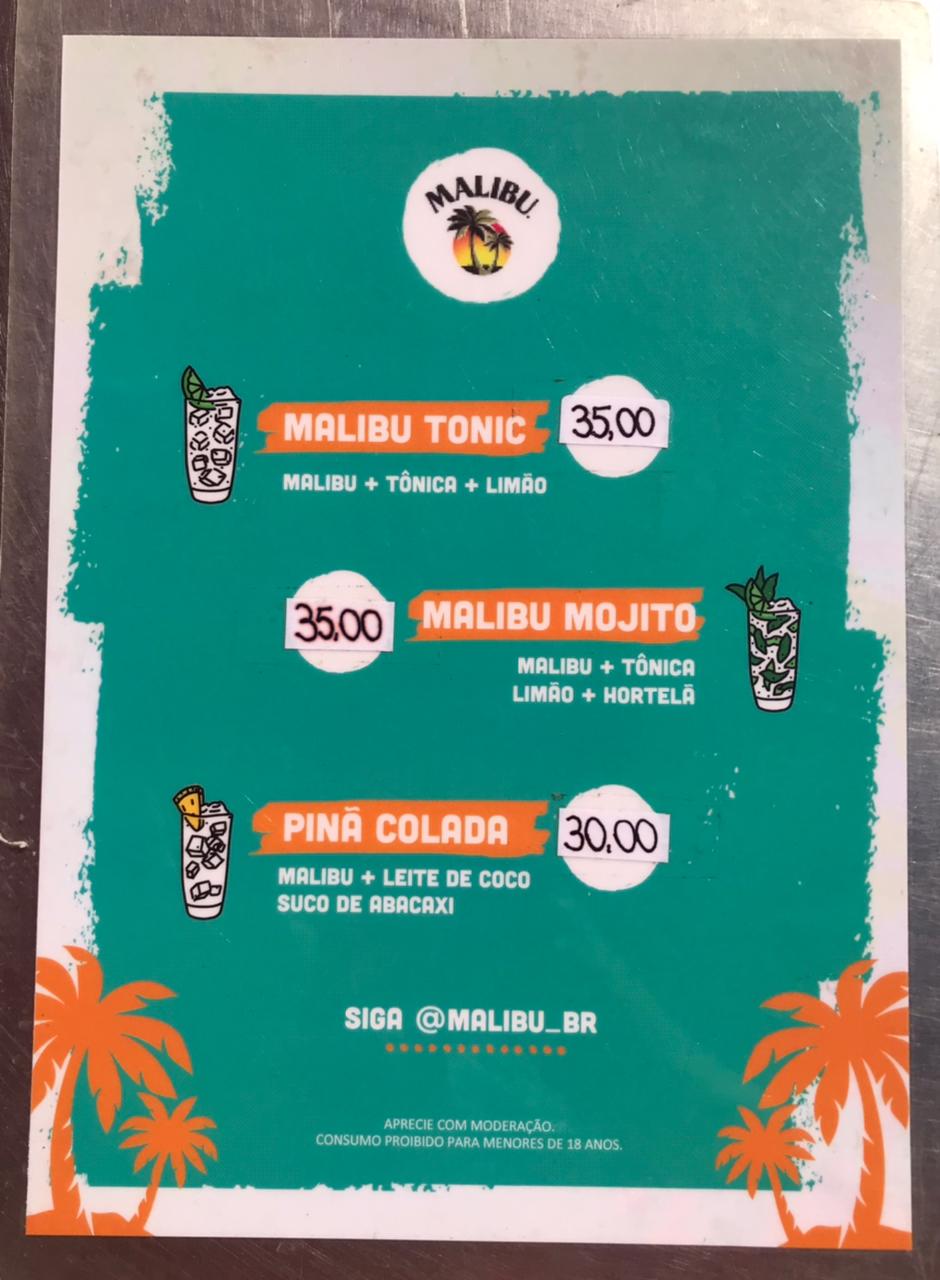 MALIBU
MALIBU TONIC 35,00
MALIBU + TÔNICA + LIMÃO
35,00 MALIBU MOJITO
MALIBU + TÔNICA
LIMÃO + HORTELÃ
PINÃ COLADA 30,00
MALIBU + LEITE DE COCO
SUCO DE ABACAXI
SIGA @MALIBU_BR
APRECIE COM MODERAÇÃO.
CONSUMO PROIBIDO PARA MENORES DE 18 ANOS.